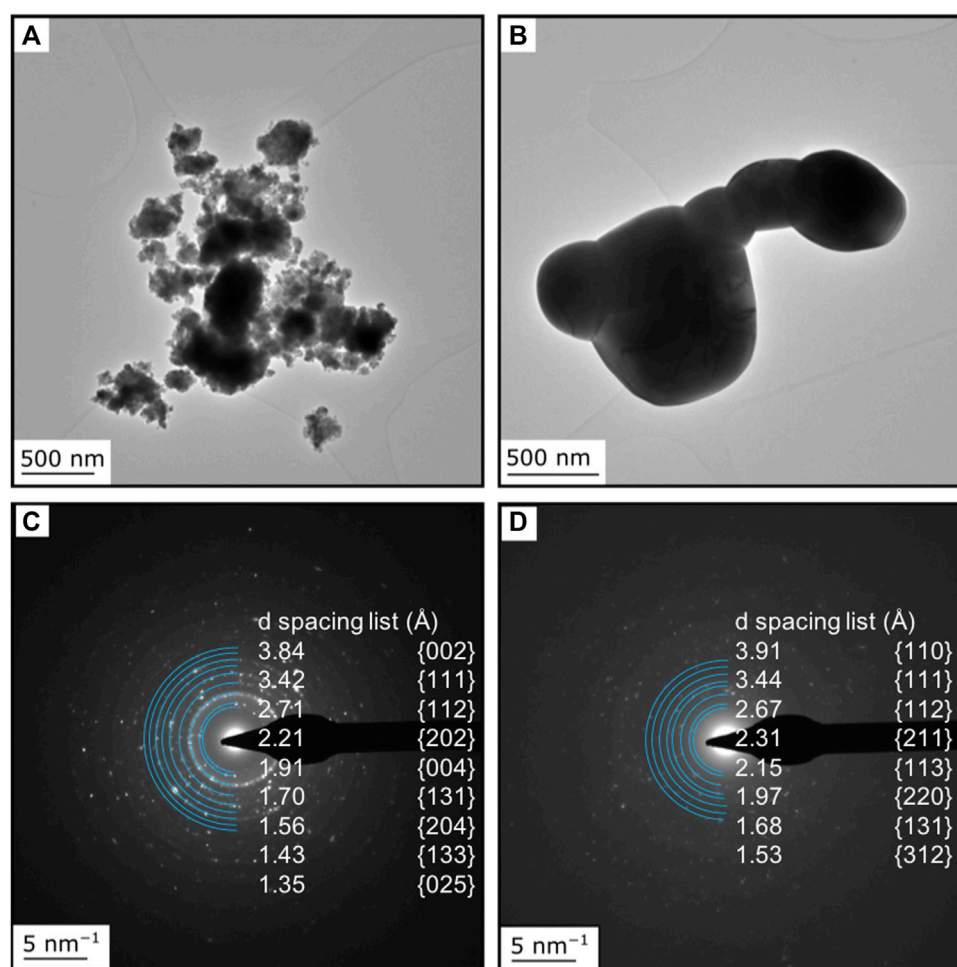 A
500 nm
B
500 nm
C
d spacing list (Å)
3.84 {002}
3.42 {111}
2.71 {112}
2.21 {202}
1.91 {004}
1.70 {131}
1.56 {204}
1.43 {133}
1.35 {025}
5 nm⁻¹
D
d spacing list (Å)
3.91 {110}
3.44 {111}
2.67 {112}
2.31 {211}
2.15 {113}
1.97 {220}
1.68 {131}
1.53 {312}
5 nm⁻¹